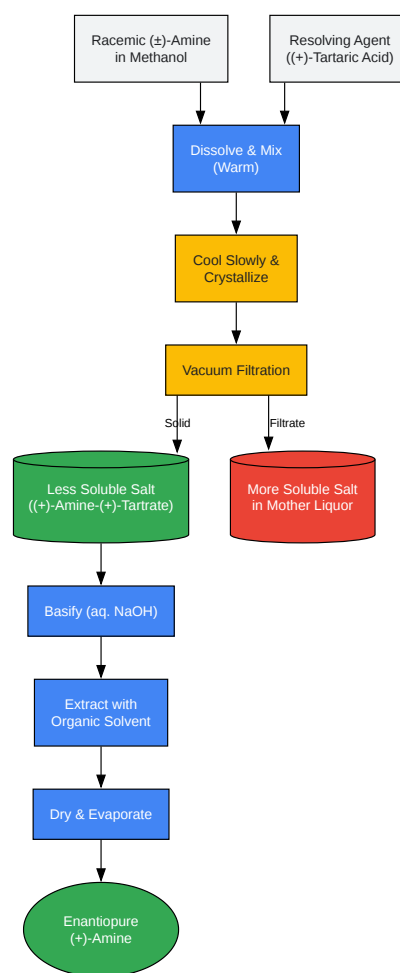 Racemic (±)-Amine
in Methanol
Resolving Agent
((+)-Tartaric Acid)
Dissolve & Mix
(Warm)
Cool Slowly &
Crystallize
Vacuum Filtration
Solid
Filtrate
Less Soluble Salt
((+)-Amine-(+)-Tartrate)
More Soluble Salt
in Mother Liquor
Basify (aq. NaOH)
Extract with
Organic Solvent
Dry & Evaporate
Enantiopure
(+)-Amine